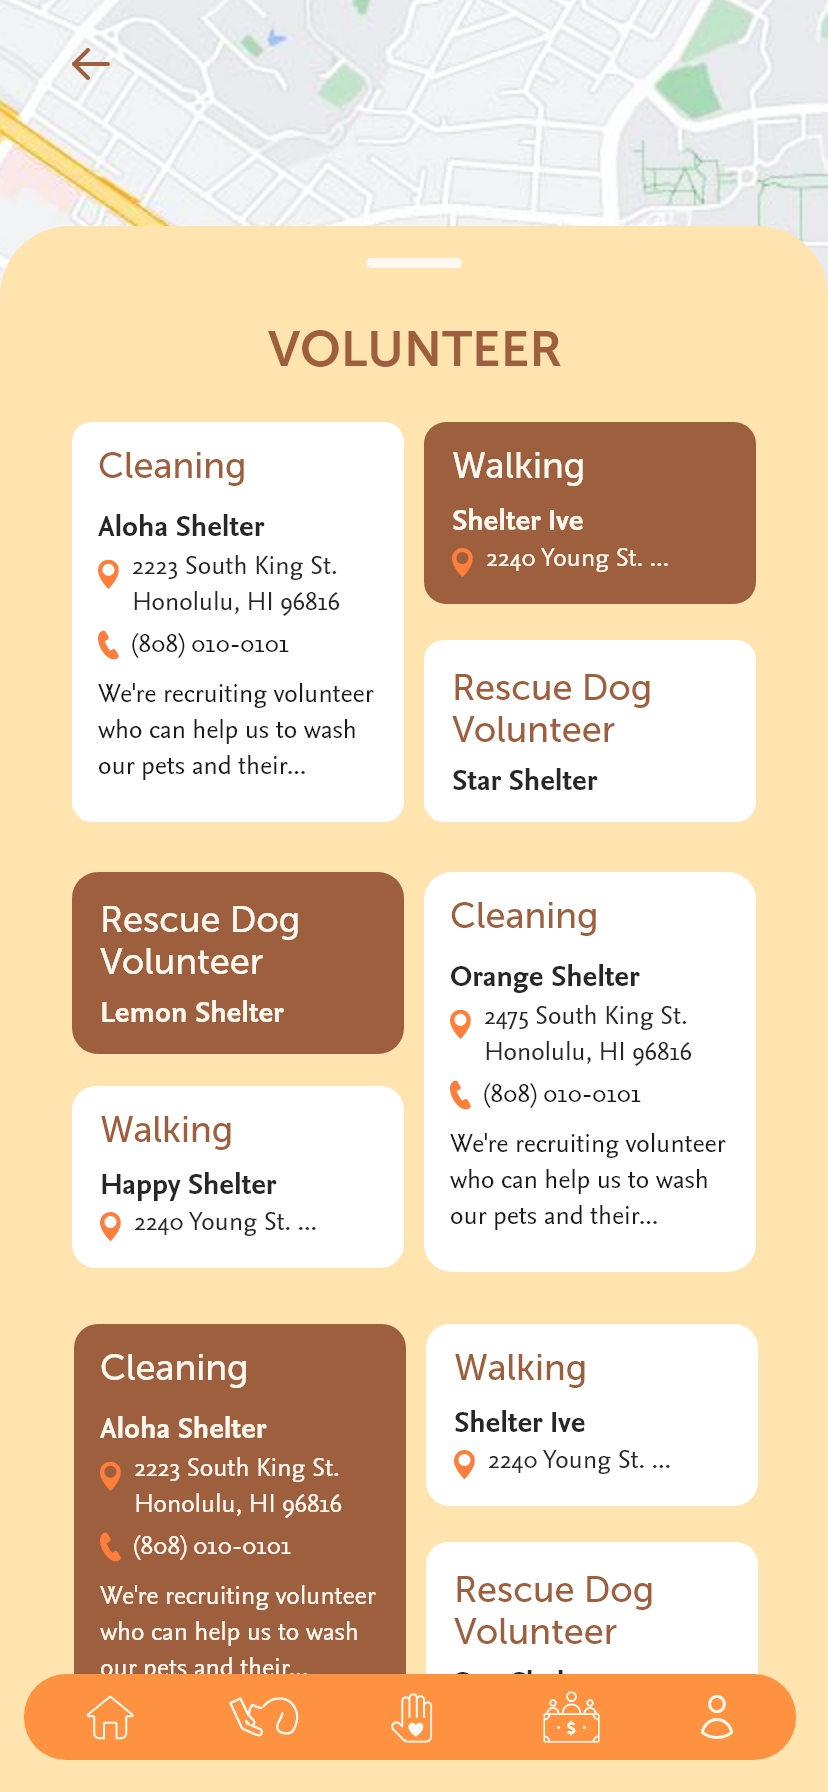 VOLUNTEER
Cleaning
Aloha Shelter
2223 South King St.
Honolulu, HI 96816
(808) 010-0101
We're recruiting volunteer
who can help us to wash
our pets and their...
Walking
Shelter Ive
2240 Young St. ...
Rescue Dog
Volunteer
Star Shelter
Rescue Dog
Volunteer
Lemon Shelter
Walking
Happy Shelter
2240 Young St. ...
Cleaning
Orange Shelter
2475 South King St.
Honolulu, HI 96816
(808) 010-0101
We're recruiting volunteer
who can help us to wash
our pets and their...
Cleaning
Aloha Shelter
2223 South King St.
Honolulu, HI 96816
(808) 010-0101
We're recruiting volunteer
who can help us to wash
our pets and their...
Walking
Shelter Ive
2240 Young St. ...
Rescue Dog
Volunteer
$